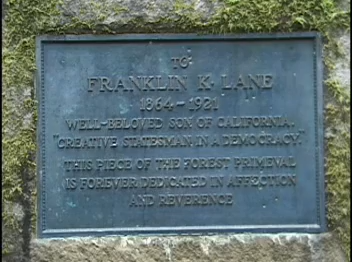 TO
FRANKLIN K. LANE
1864-1921
WELL-BELOVED SON OF CALIFORNIA,
"CREATIVE STATESMAN IN A DEMOCRACY."
THIS PIECE OF THE FOREST PRIMEVAL
IS FOREVER DEDICATED IN AFFECTION
AND REVERENCE